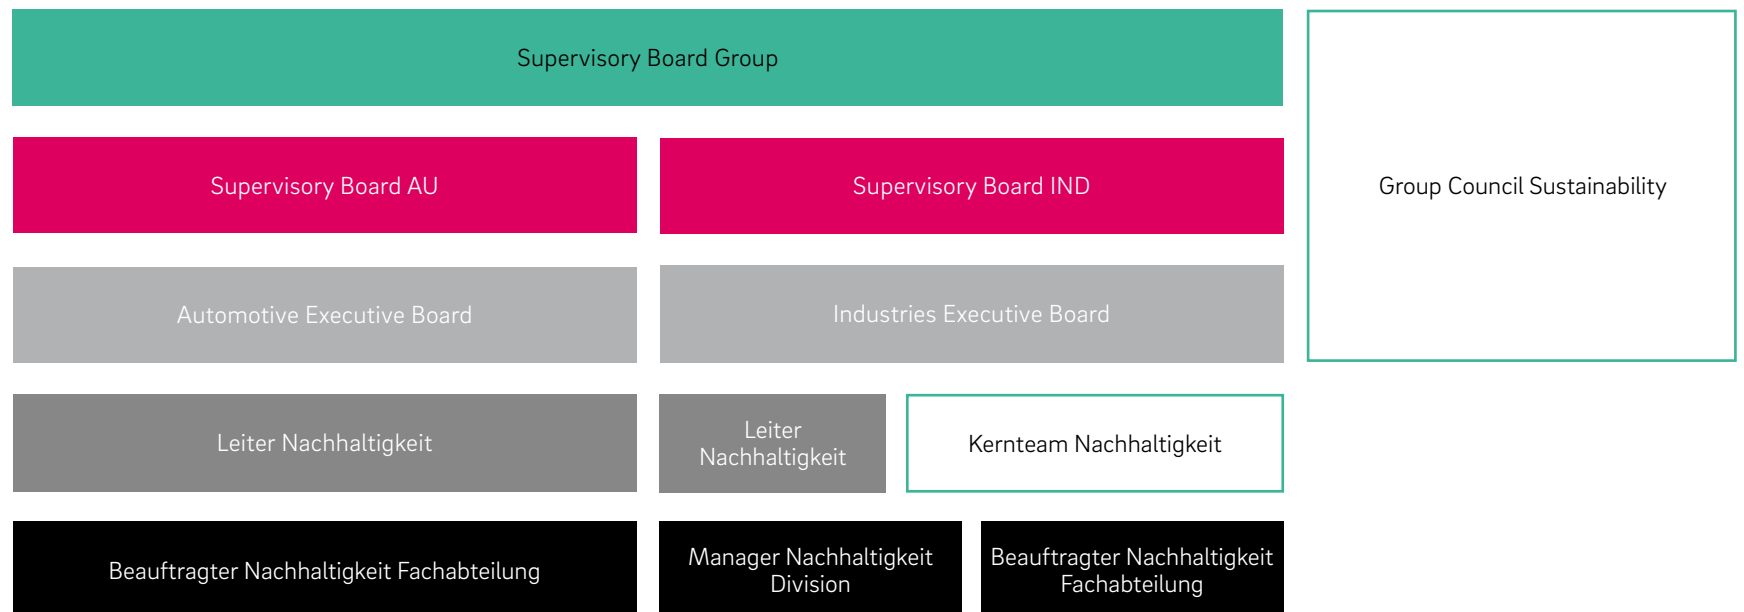 Supervisory Board Group
Supervisory Board AU
Supervisory Board IND
Group Council Sustainability
Automotive Executive Board
Industries Executive Board
Leiter Nachhaltigkeit
Leiter
Nachhaltigkeit
Kernteam Nachhaltigkeit
Beauftragter Nachhaltigkeit Fachabteilung
Manager Nachhaltigkeit
Division
Beauftragter Nachhaltigkeit
Fachabteilung